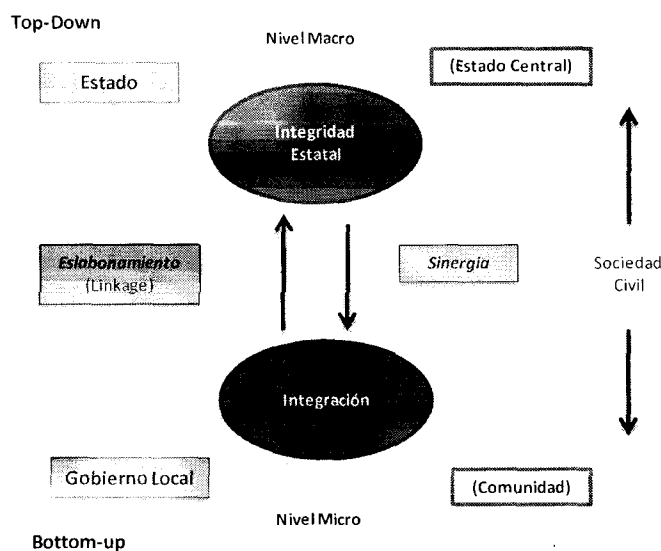 Top-Down
Nivel Macro
Estado
(Estado Central)
Integridad
Estatal
Eslabonamiento
(Linkage)
Sinergia
Sociedad
Civil
Integración
Gobierno Local
(Comunidad)
Nivel Micro
Bottom-up